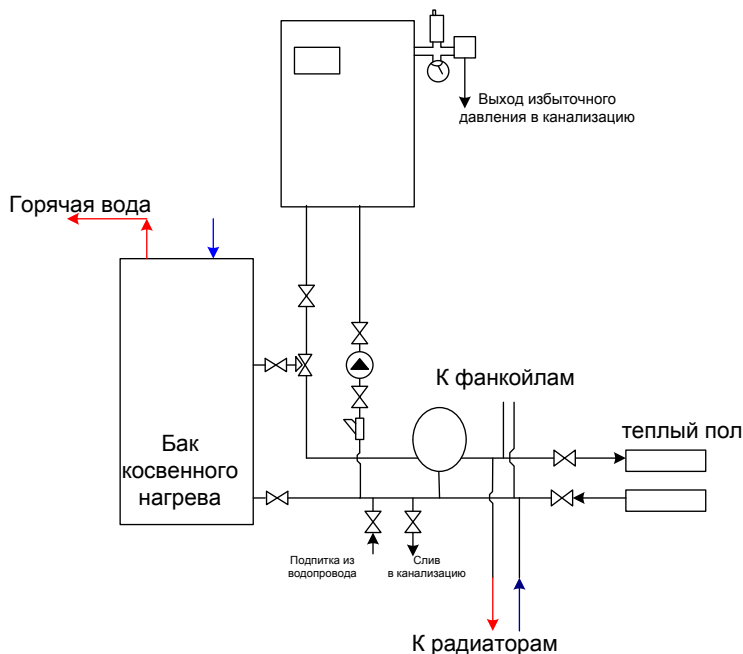 Выход избыточного
давления в канализацию
Горячая вода
К фанкойлам
теплый пол
Бак
косвенного
нагрева
Подпитка из
водопровода
Слив
в канализацию
К радиаторам